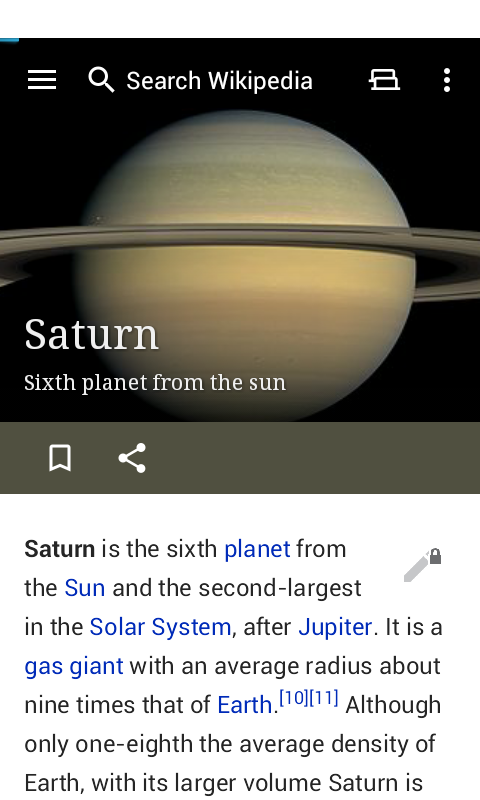 Search Wikipedia
Saturn
Sixth planet from the sun
Saturn is the sixth planet from
the Sun and the second-largest
in the Solar System, after Jupiter. It is a
gas giant with an average radius about
nine times that of Earth.[10][11] Although
only one-eighth the average density of
Earth, with its larger volume Saturn is